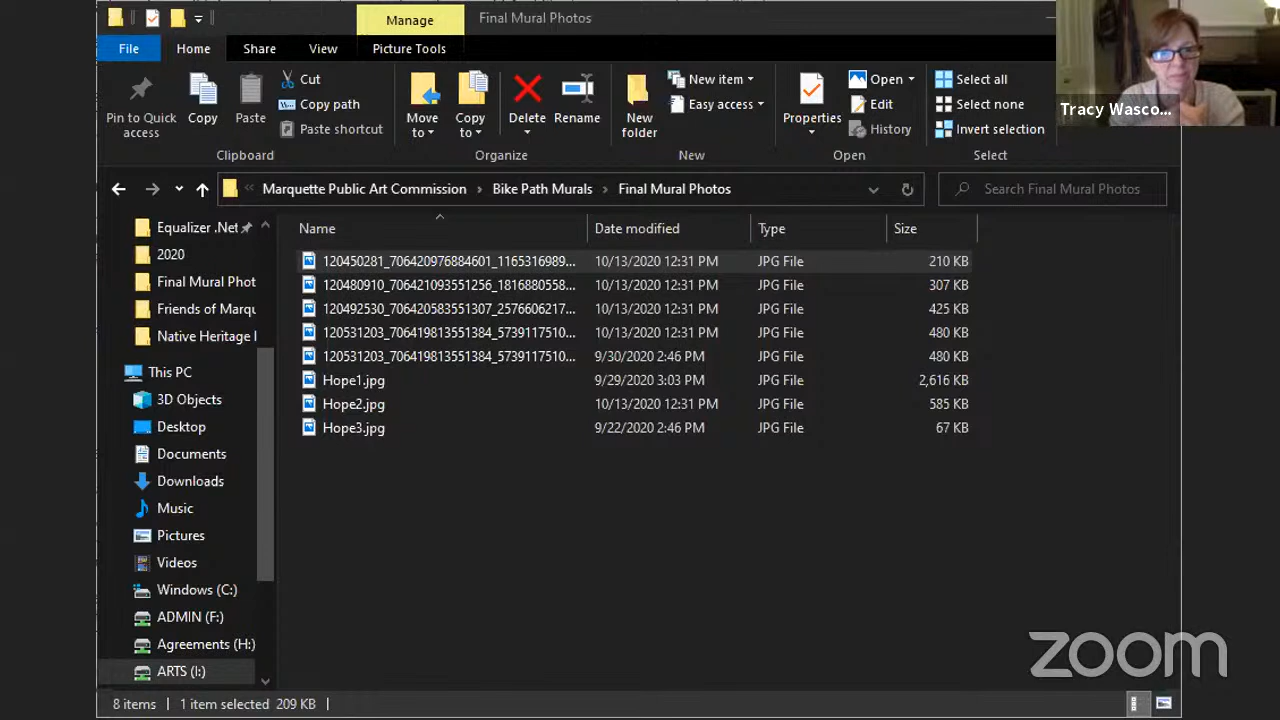 Manage Final Mural Photos
File Home Share View Picture Tools
Pin to Quick access
Copy
Paste
Cut
Copy path
Paste shortcut
Clipboard
Move to
Copy to
Delete
Rename
Organize
New folder
New item
Easy access
New
Properties
Open
Edit
History
Open
Select all
Select none
Invert selection
Select
Tracy Wasco...
« Marquette Public Art Commission > Bike Path Murals > Final Mural Photos
Search Final Mural Photos
Equalizer .Net
2020
Final Mural Phot
Friends of Marqu
Native Heritage I
This PC
3D Objects
Desktop
Documents
Downloads
Music
Pictures
Videos
Windows (C:)
ADMIN (F:)
Agreements (H:)
ARTS (I:)
Name Date modified Type Size
120450281_706420976884601_1165316989... 10/13/2020 12:31 PM JPG File 210 KB
120480910_706421093551256_1816880558... 10/13/2020 12:31 PM JPG File 307 KB
120492530_706420583551307_2576606217... 10/13/2020 12:31 PM JPG File 425 KB
120531203_706419813551384_5739117510... 10/13/2020 12:31 PM JPG File 480 KB
120531203_706419813551384_5739117510... 9/30/2020 2:46 PM JPG File 480 KB
Hope1.jpg 9/29/2020 3:03 PM JPG File 2,616 KB
Hope2.jpg 10/13/2020 12:31 PM JPG File 585 KB
Hope3.jpg 9/22/2020 2:46 PM JPG File 67 KB
zoom
8 items 1 item selected 209 KB